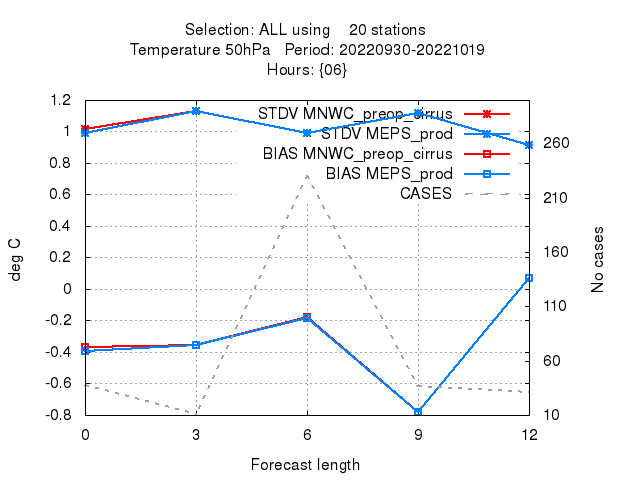 Selection: ALL using    20 stations
Temperature 50hPa   Period: 20220930-20221019
Hours: {06}
STDV MNWC_preop_cirrus
STDV MEPS_prod
BIAS MNWC_preop_cirrus
BIAS MEPS_prod
CASES
1.2
1
0.8
0.6
0.4
0.2
0
-0.2
-0.4
-0.6
-0.8
deg C
260
210
160
110
60
10
No cases
0 3 6 9 12
Forecast length